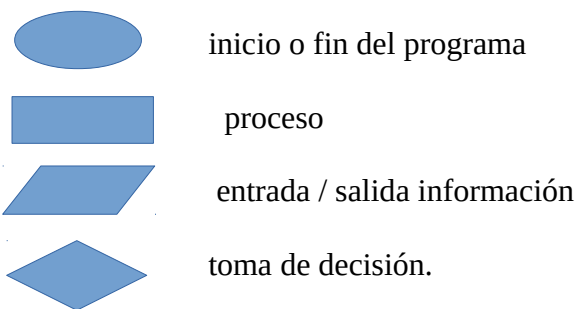 inicio o fin del programa
proceso
entrada / salida información
toma de decisión.